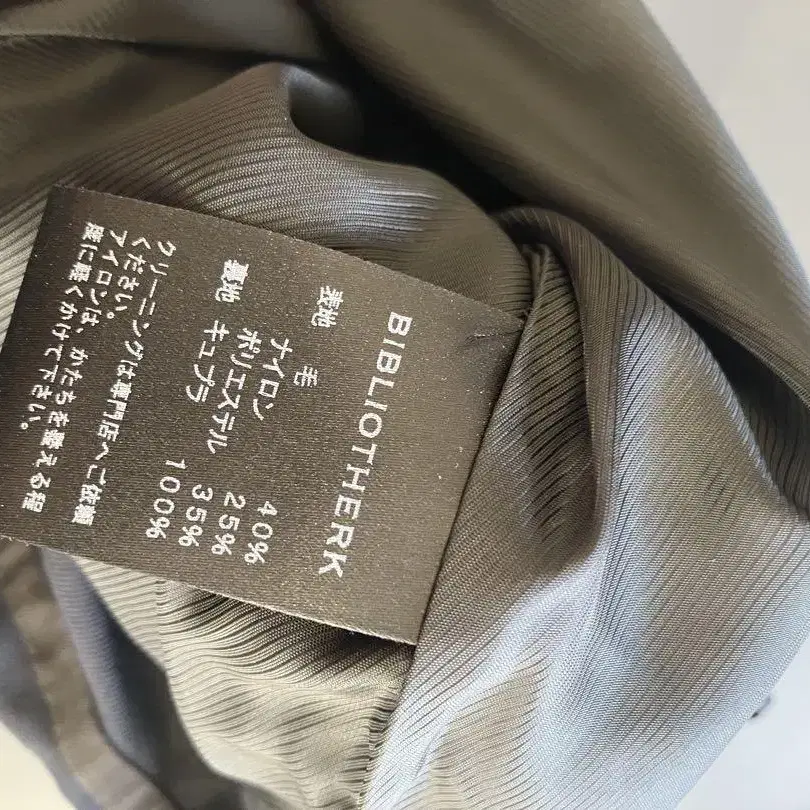 BIBLIOTHERK
表地 毛 40%
ナイロン 25%
ポリエステル 35%
裏地 キュプラ 100%
クリーニングは専門店へご依頼
ください。
アイロンは、かたちを整える程
度に軽くかけて下さい。